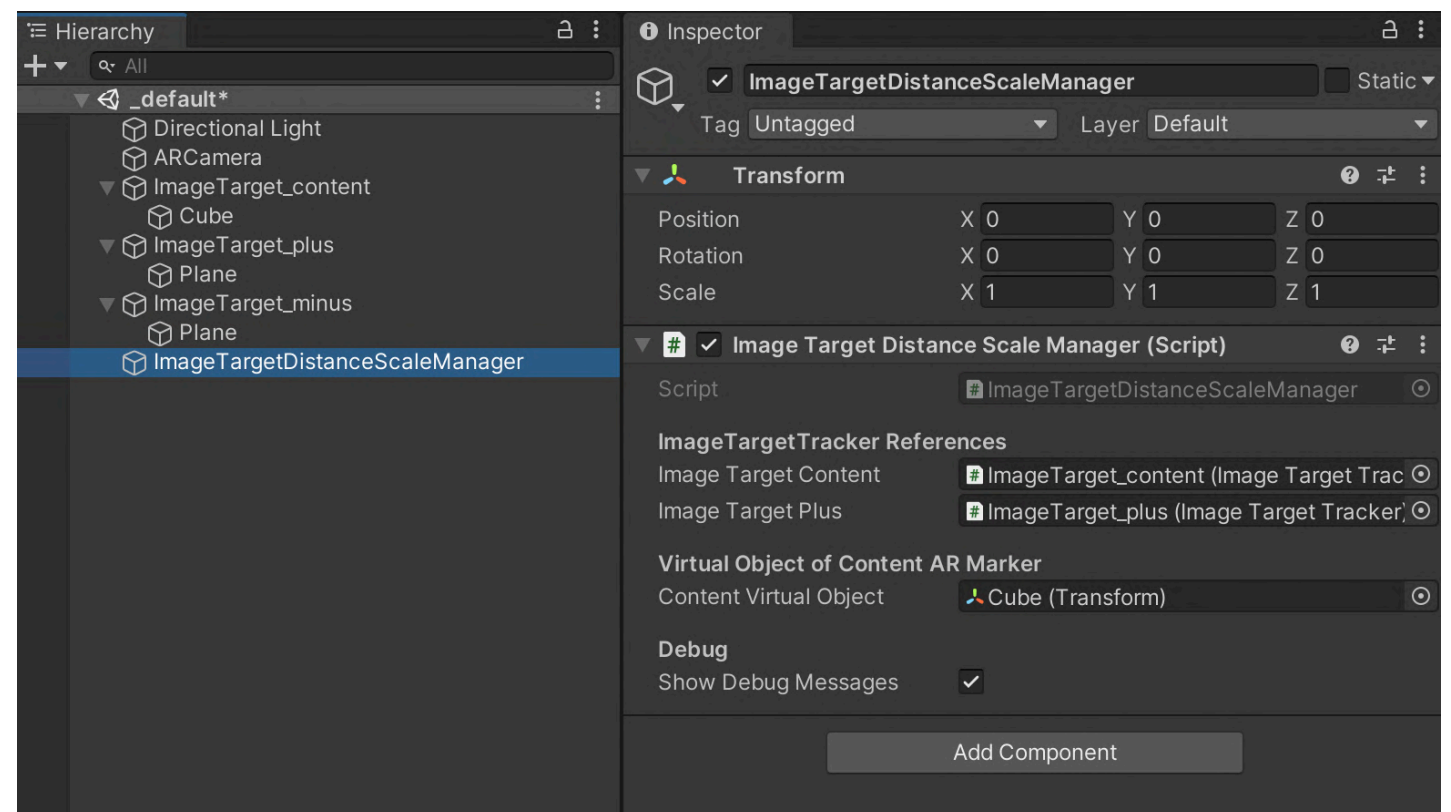 Hierarchy
All
_default*
Directional Light
ARCamera
ImageTarget_content
Cube
ImageTarget_plus
Plane
ImageTarget_minus
Plane
ImageTargetDistanceScaleManager
Inspector
ImageTargetDistanceScaleManager Static
Tag Untagged Layer Default
Transform
Position X 0 Y 0 Z 0
Rotation X 0 Y 0 Z 0
Scale X 1 Y 1 Z 1
# Image Target Distance Scale Manager (Script)
Script # ImageTargetDistanceScaleManager
ImageTargetTracker References
Image Target Content # ImageTarget_content (Image Target Trac
Image Target Plus # ImageTarget_plus (Image Target Tracker)
Virtual Object of Content AR Marker
Content Virtual Object Cube (Transform)
Debug
Show Debug Messages
Add Component